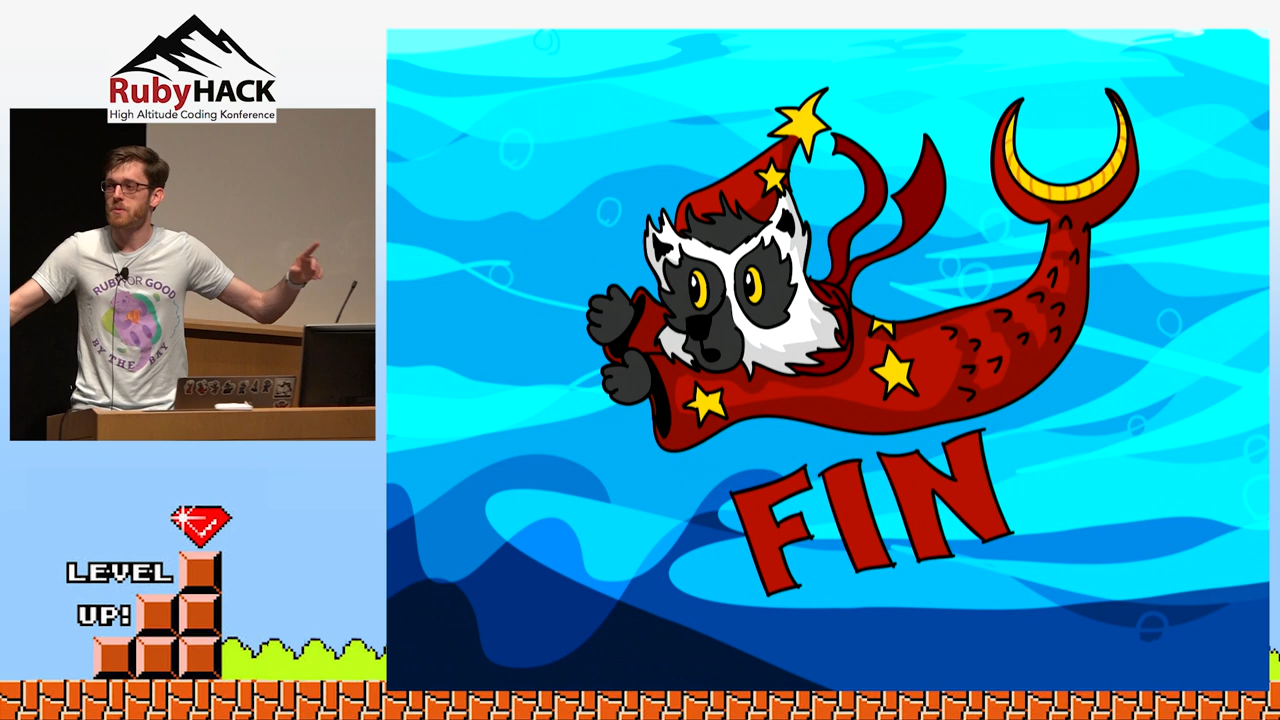 RubyHACK
High Altitude Coding Konference
RUBY FOR GOOD
BY THE BAY
LEVEL
UP!
FIN